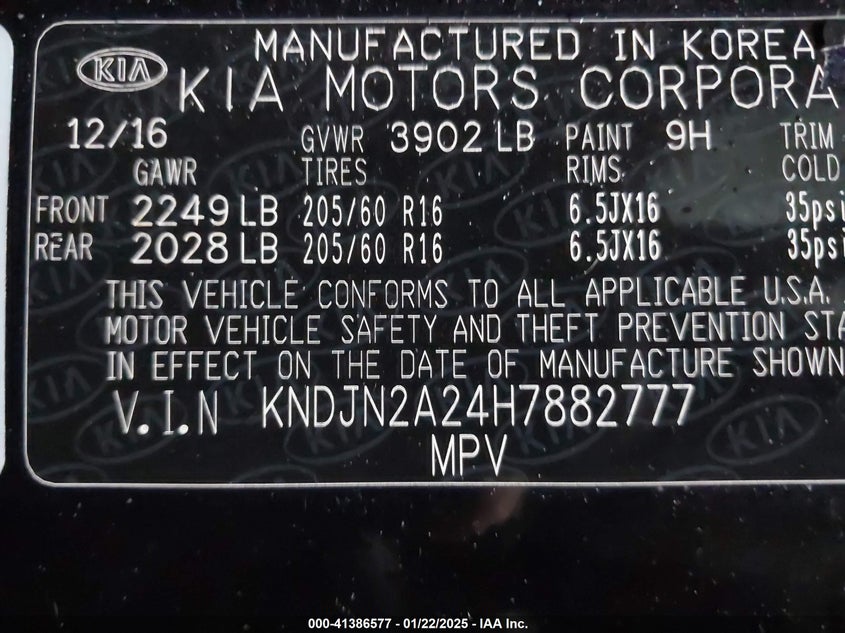 MANUFACTURED IN KOREA
KIA KIA MOTORS CORPORA
12/16 GVWR 3902 LB PAINT 9H TRIM
GAWR TIRES RIMS COLD
FRONT 2249 LB 205/60 R16 6.5JX16 35psi
REAR 2028 LB 205/60 R16 6.5JX16 35psi
THIS VEHICLE CONFORMS TO ALL APPLICABLE U.S.A.
MOTOR VEHICLE SAFETY AND THEFT PREVENTION STA
IN EFFECT ON THE DATE OF MANUFACTURE SHOWN
V.I.N KNDJN2A24H7882777
MPV
000-41386577 - 01/22/2025 - IAA Inc.